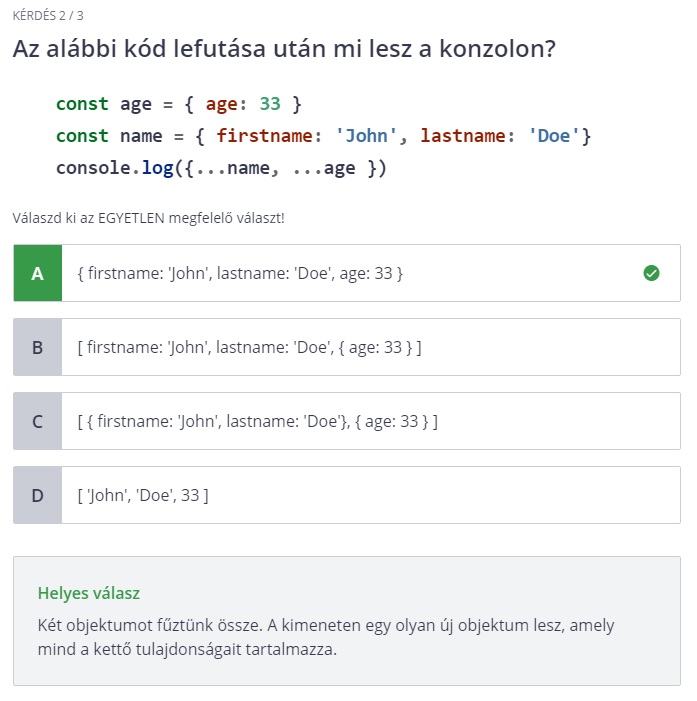 KÉRDÉS 2 / 3
Az alábbi kód lefutása után mi lesz a konzolon?
const age = { age: 33 }
const name = { firstname: 'John', lastname: 'Doe'}
console.log({...name, ...age })
Válaszd ki az EGYETLEN megfelelő választ!
A { firstname: 'John', lastname: 'Doe', age: 33 }
B [ firstname: 'John', lastname: 'Doe', { age: 33 } ]
C [ { firstname: 'John', lastname: 'Doe'}, { age: 33 } ]
D [ 'John', 'Doe', 33 ]
Helyes válasz
Két objektumot fűztünk össze. A kimeneten egy olyan új objektum lesz, amely
mind a kettő tulajdonságait tartalmazza.